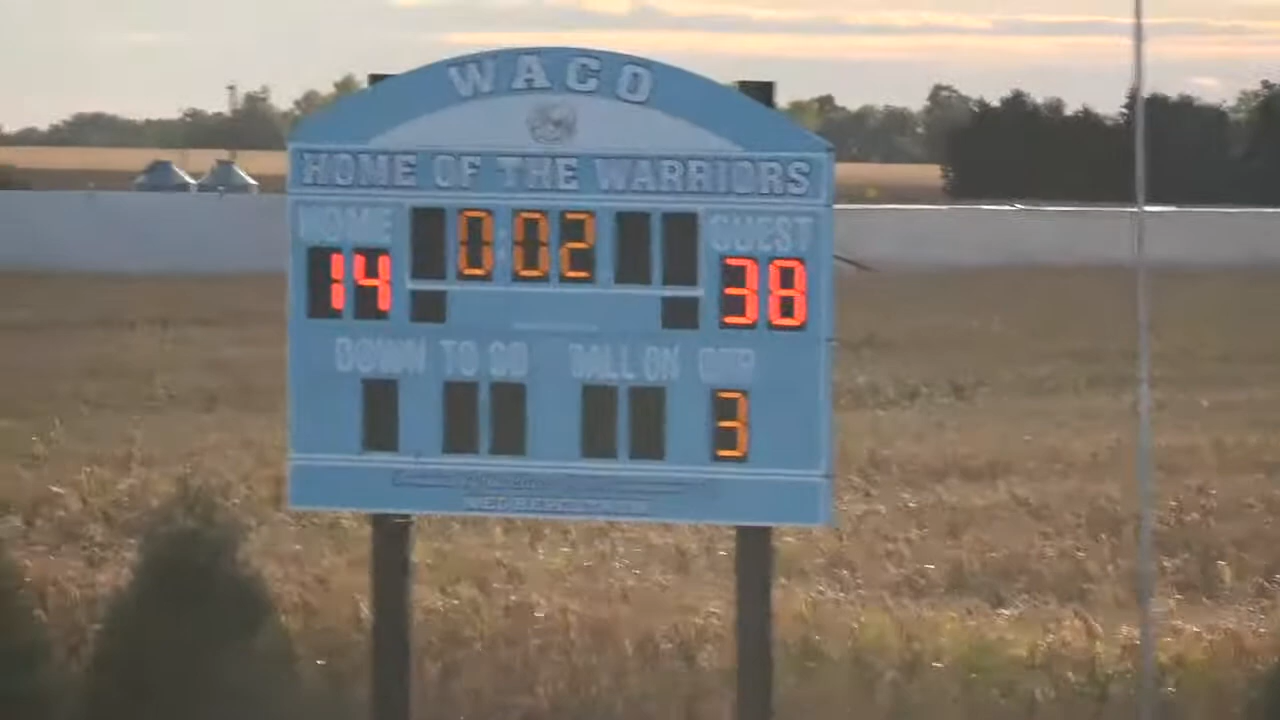 WACO
HOME OF THE WARRIORS
HOME 0:02 GUEST
14 38
DOWN TO GO BALL ON QTR
3